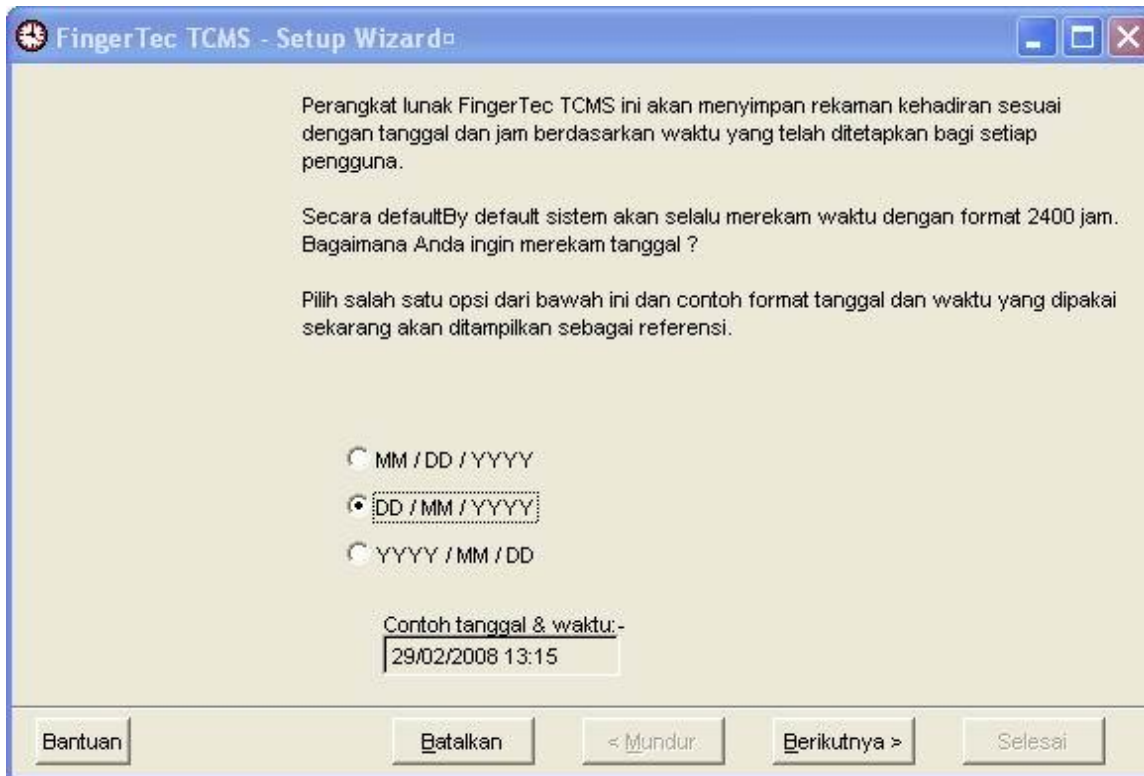 FingerTec TCMS - Setup Wizard
Perangkat lunak FingerTec TCMS ini akan menyimpan rekaman kehadiran sesuai
dengan tanggal dan jam berdasarkan waktu yang telah ditetapkan bagi setiap
pengguna.
Secara defaultBy default sistem akan selalu merekam waktu dengan format 2400 jam.
Bagaimana Anda ingin merekam tanggal ?
Pilih salah satu opsi dari bawah ini dan contoh format tanggal dan waktu yang dipakai
sekarang akan ditampilkan sebagai referensi.
MM / DD / YYYY
DD / MM / YYYY
YYYY / MM / DD
Contoh tanggal & waktu:-
29/02/2008 13:15
Bantuan Batalkan < Mundur Berikutnya > Selesai